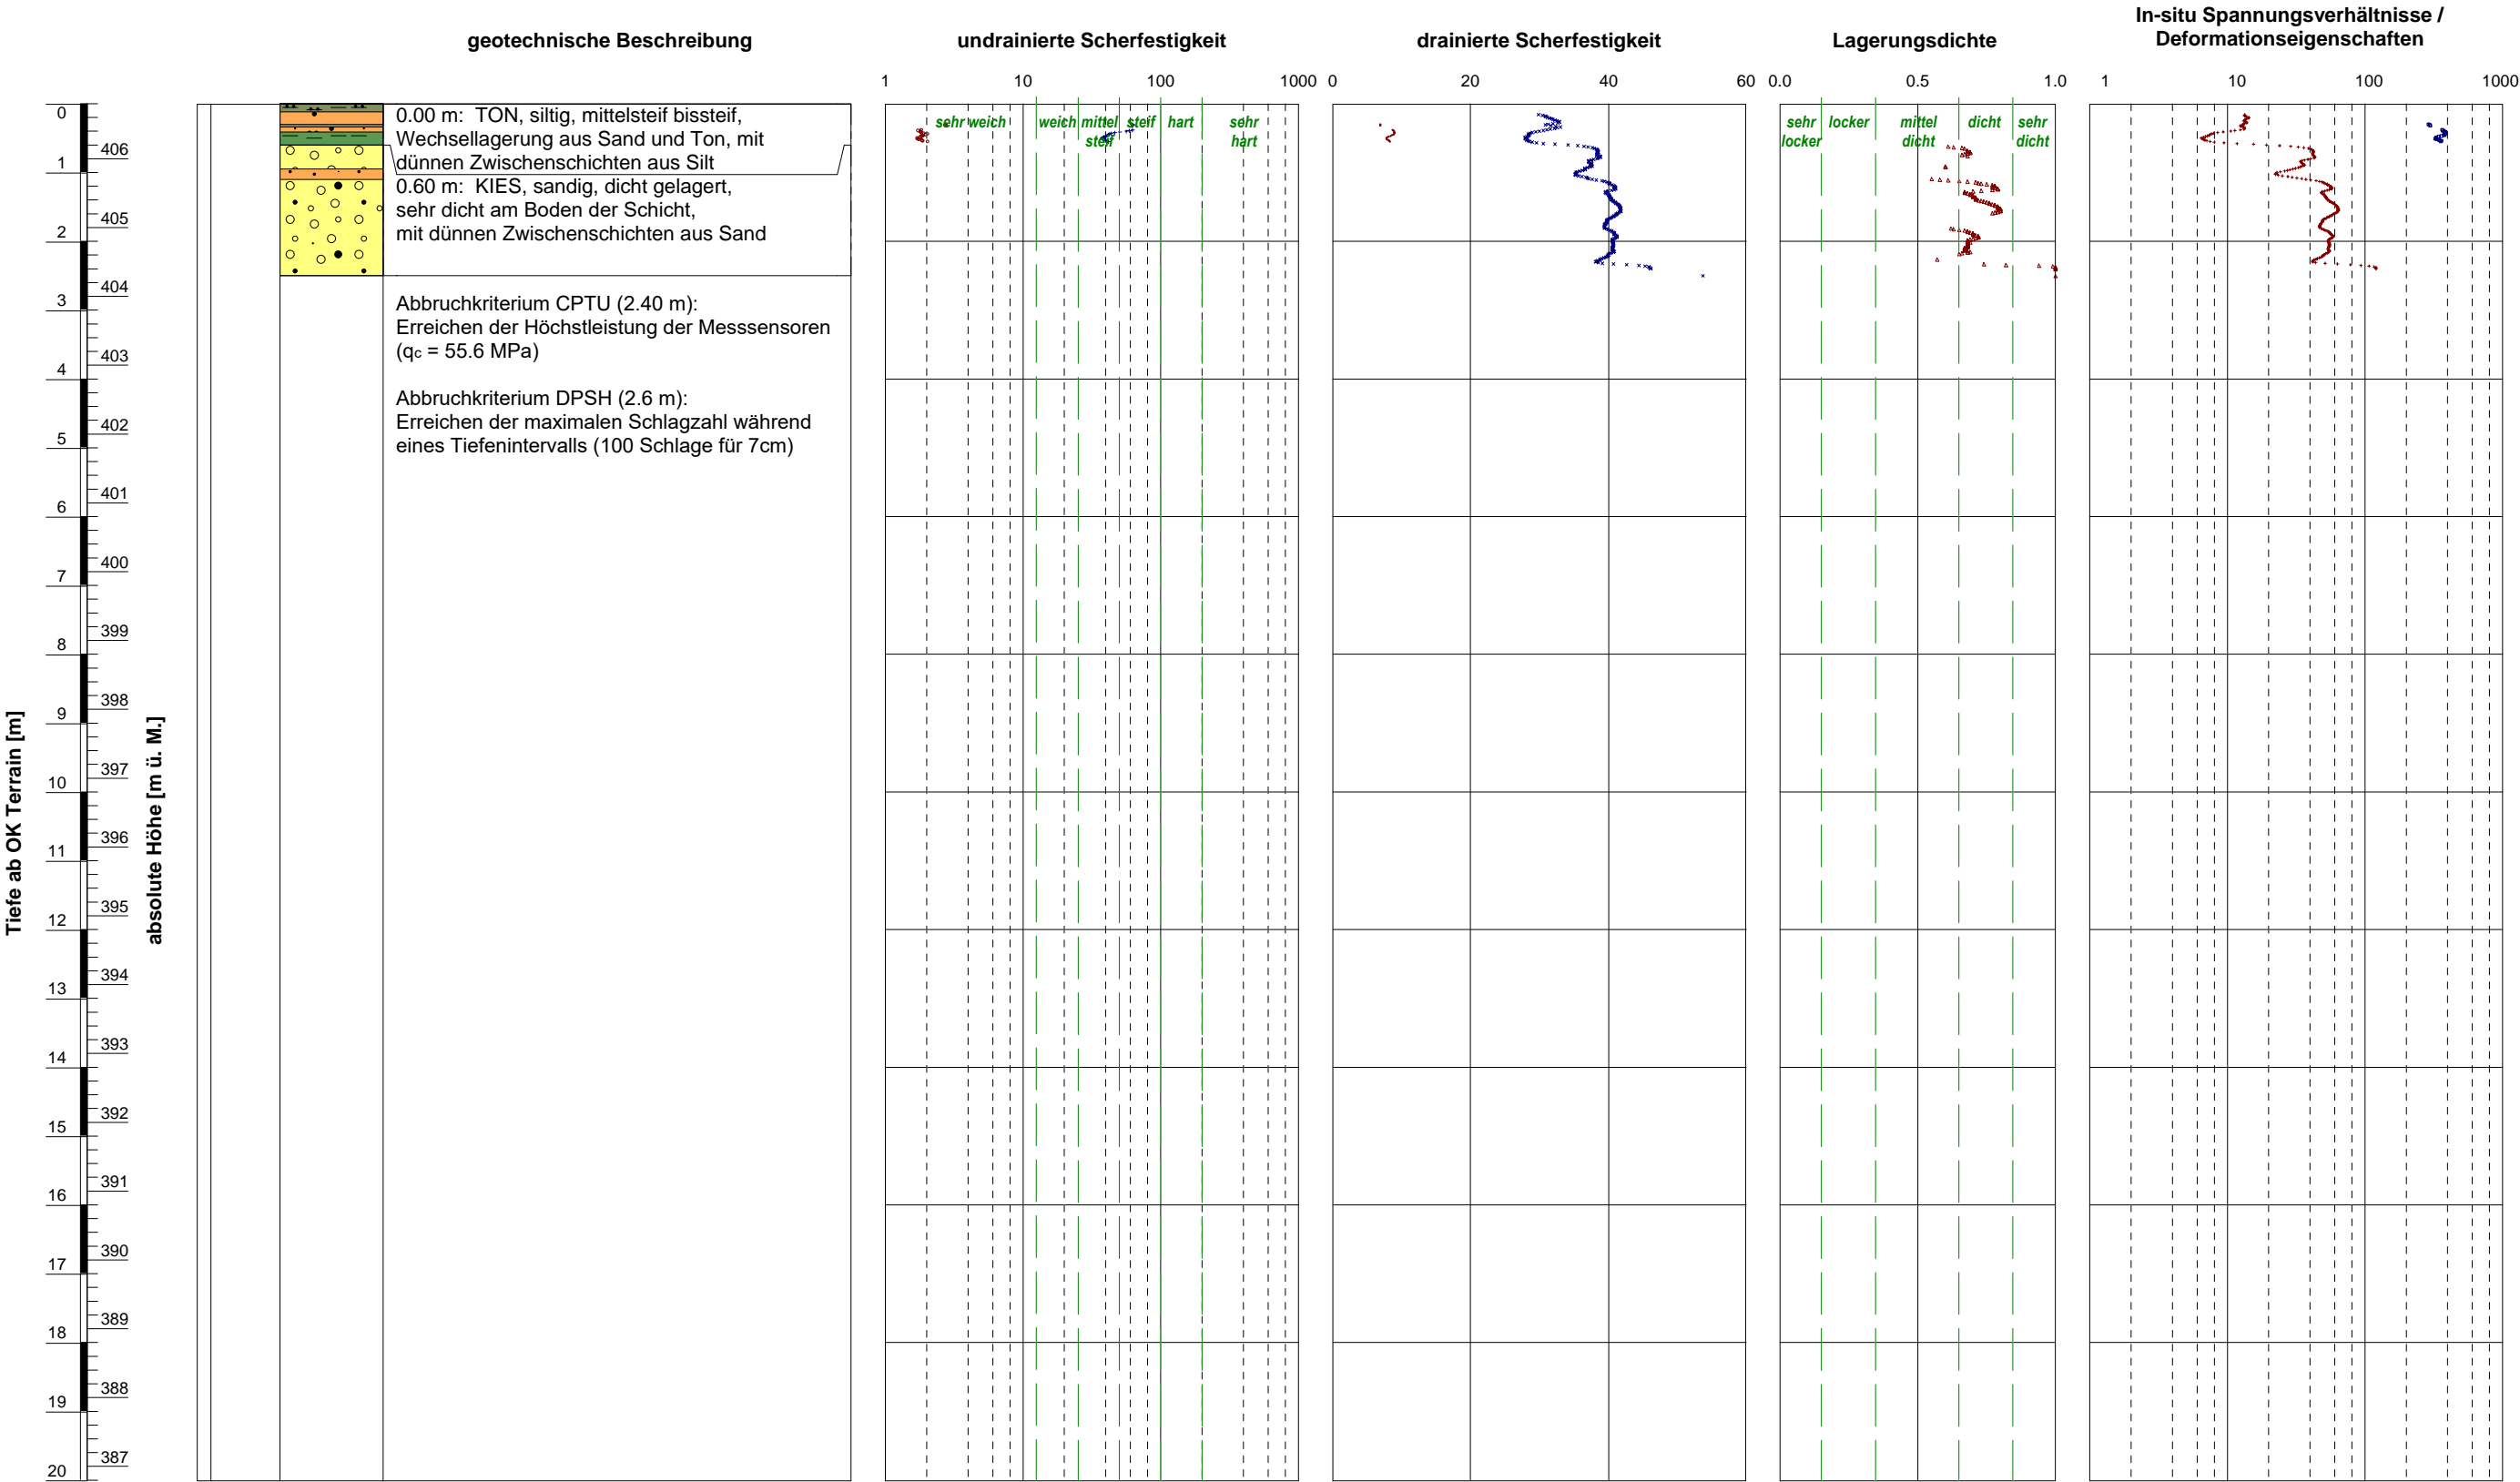 In-situ Spannungsverhältnisse /
Deformationseigenschaften
geotechnische Beschreibung
undrainierte Scherfestigkeit
drainierte Scherfestigkeit
Lagerungsdichte
1 10 100 1000
0 20 40 60
0.0 0.5 1.0
1 10 100 1000
sehr weich
weich
mittel
steif
steif
hart
sehr
hart
sehr
locker
locker
mittel
dicht
dicht
sehr
dicht
0.00 m: TON, siltig, mittelsteif bissteif,
Wechsellagerung aus Sand und Ton, mit
dünnen Zwischenschichten aus Silt
0.60 m: KIES, sandig, dicht gelagert,
sehr dicht am Boden der Schicht,
mit dünnen Zwischenschichten aus Sand
Abbruchkriterium CPTU (2.40 m):
Erreichen der Höchstleistung der Messsensoren
(qc = 55.6 MPa)
Abbruchkriterium DPSH (2.6 m):
Erreichen der maximalen Schlagzahl während
eines Tiefenintervalls (100 Schlage für 7cm)
Tiefe ab OK Terrain [m]
0
1
2
3
4
5
6
7
8
9
10
11
12
13
14
15
16
17
18
19
20
absolute Höhe [m ü. M.]
406
405
404
403
402
401
400
399
398
397
396
395
394
393
392
391
390
389
388
387